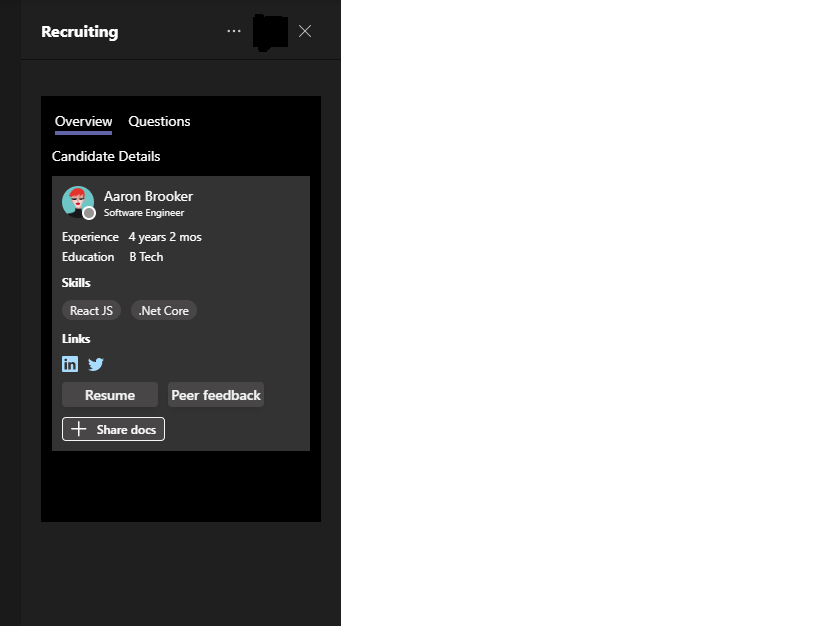 Recruiting
Overview Questions
Candidate Details
Aaron Brooker
Software Engineer
Experience 4 years 2 mos
Education B Tech
Skills
React JS .Net Core
Links
in
Resume Peer feedback
Share docs